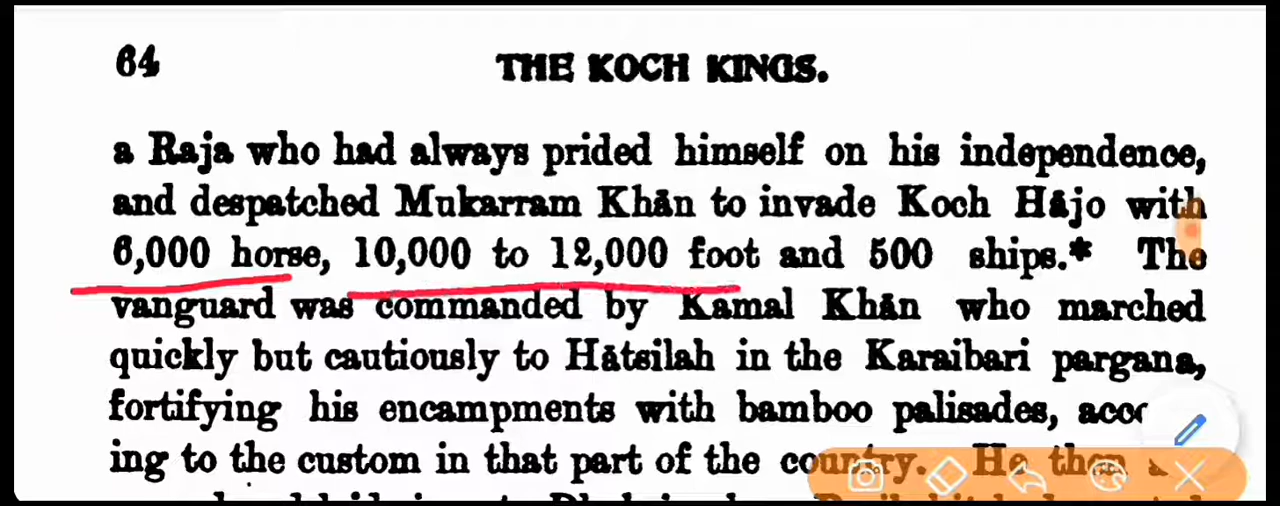 64
THE KOCH KINGS.
a Raja who had always prided himself on his independence,
and despatched Mukarram Khān to invade Koch Hājo with
6,000 horse, 10,000 to 12,000 foot and 500 ships.* The
vanguard was commanded by Kamal Khān who marched
quickly but cautiously to Hātsilah in the Karaibari pargana,
fortifying his encampments with bamboo palisades,
ing to the custom in that part of the country. He then